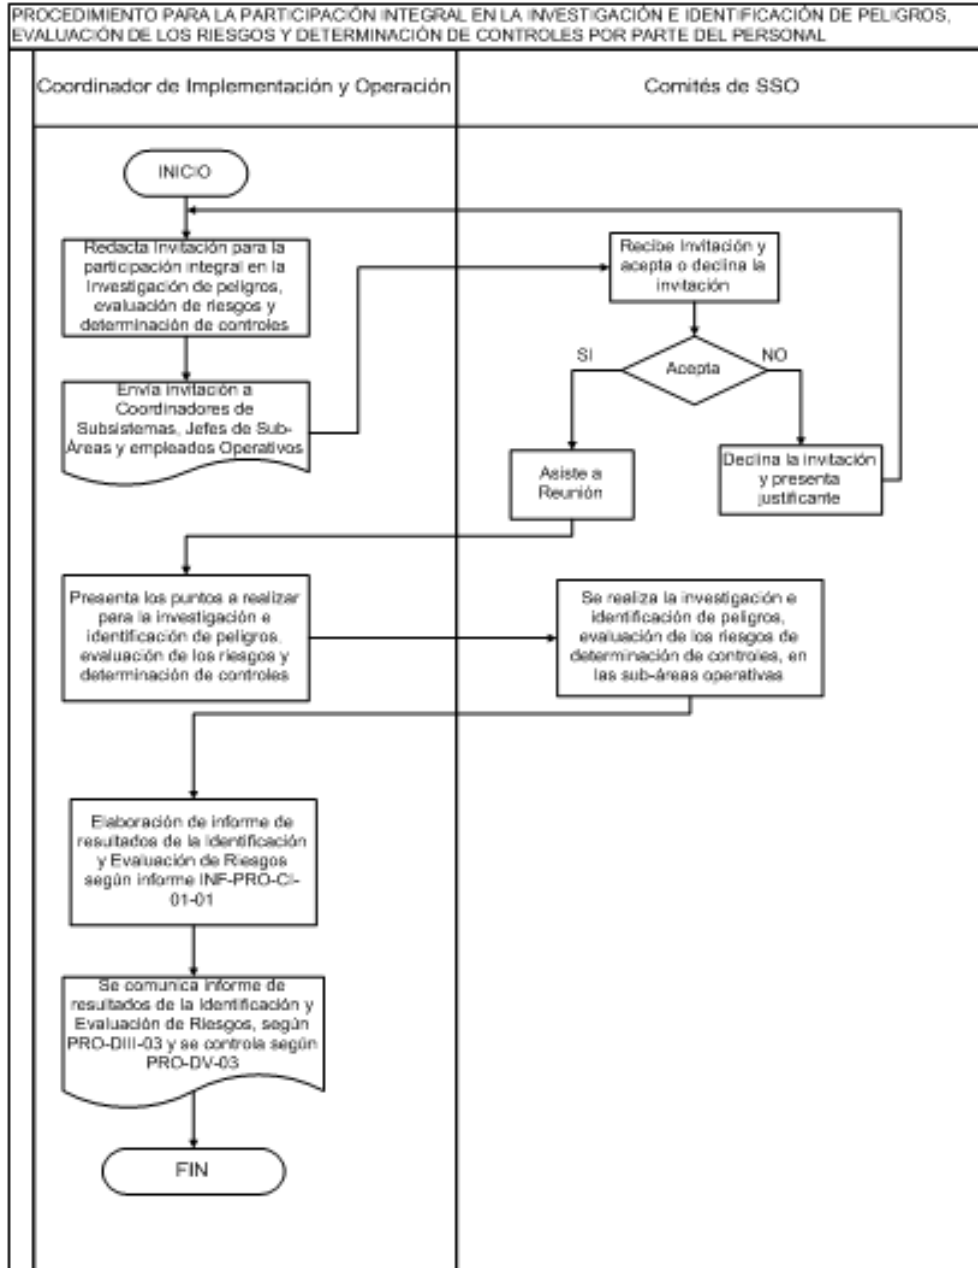 PROCEDIMIENTO PARA LA PARTICIPACIÓN INTEGRAL EN LA INVESTIGACIÓN E IDENTIFICACIÓN DE PELIGROS,
EVALUACIÓN DE LOS RIESGOS Y DETERMINACIÓN DE CONTROLES POR PARTE DEL PERSONAL
Coordinador de Implementación y Operación
Comités de SSO
INICIO
Redacta Invitación para la
participación integral en la
Investigación de peligros,
evaluación de riesgos y
determinación de controles
Envía invitación a
Coordinadores de
Subsistemas, Jefes de Sub-
Áreas y empleados Operativos
Recibe Invitación y
acepta o declina la
invitación
Acepta
SI
NO
Asiste a
Reunión
Declina la invitación
y presenta
justificante
Presenta los puntos a realizar
para la investigación e
identificación de peligros,
evaluación de los riesgos y
determinación de controles
Se realiza la investigación e
identificación de peligros,
evaluación de los riesgos de
determinación de controles, en
las sub-áreas operativas
Elaboración de informe de
resultados de la Identificación
y Evaluación de Riesgos
según informe INF-PRO-CI-
01-01
Se comunica informe de
resultados de la Identificación y
Evaluación de Riesgos, según
PRO-DIII-03 y se controla según
PRO-DV-03
FIN